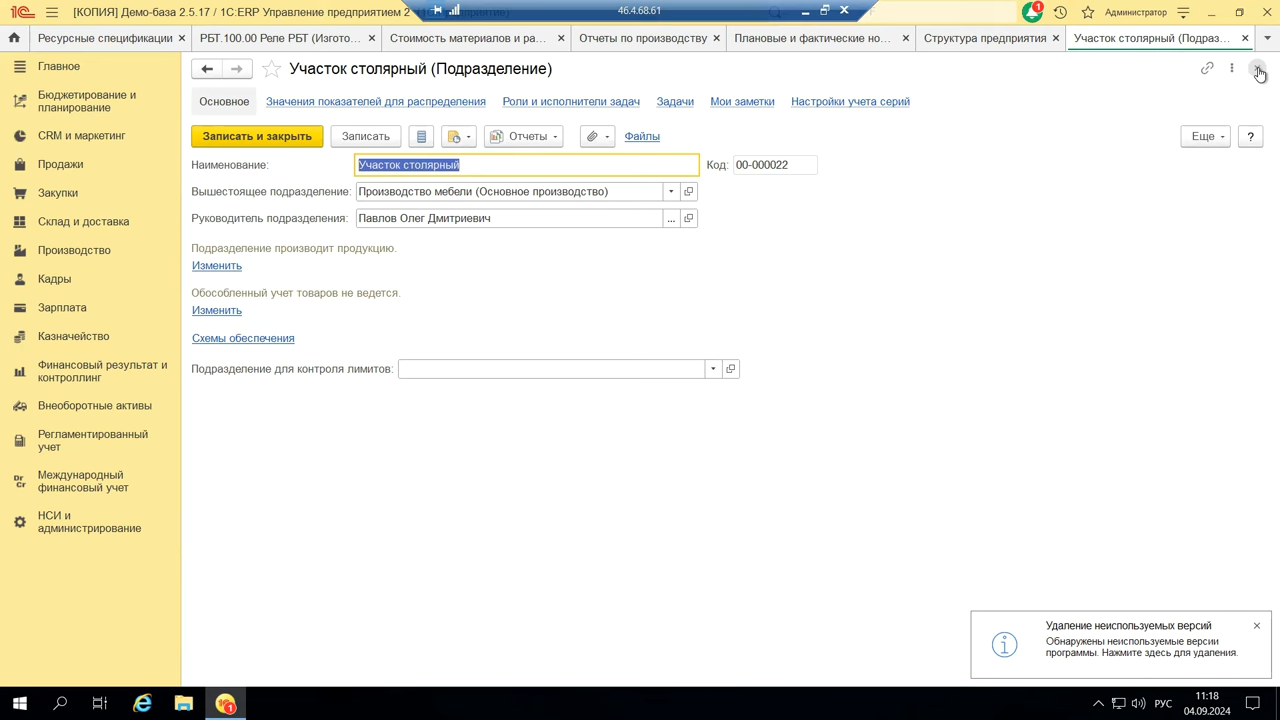 [КОПИЯ] Демо-база 2.5.17 / 1С:ERP Управление предприятием 2
46.4.68.61
1
Администратор
Ресурсные спецификации
РБТ.100.00 Реле РБТ (Изгото...
Стоимость материалов и ра...
Отчеты по производству
Плановые и фактические но...
Структура предприятия
Участок столярный (Подразд...
Главное
Бюджетирование и
планирование
CRM и маркетинг
Продажи
Закупки
Склад и доставка
Производство
Кадры
Зарплата
Казначейство
Финансовый результат и
контроллинг
Внеоборотные активы
Регламентированный
учет
Международный
финансовый учет
НСИ и
администрирование
Участок столярный (Подразделение)
Основное
Значения показателей для распределения
Роли и исполнители задач
Задачи
Мои заметки
Настройки учета серий
Записать и закрыть
Записать
Отчеты
Файлы
Еще
?
Наименование: Участок столярный Код: 00-000022
Вышестоящее подразделение: Производство мебели (Основное производство)
Руководитель подразделения: Павлов Олег Дмитриевич ...
Подразделение производит продукцию.
Изменить
Обособленный учет товаров не ведется.
Изменить
Схемы обеспечения
Подразделение для контроля лимитов:
Удаление неиспользуемых версий
Обнаружены неиспользуемые версии
программы. Нажмите здесь для удаления.
РУС
11:18
04.09.2024